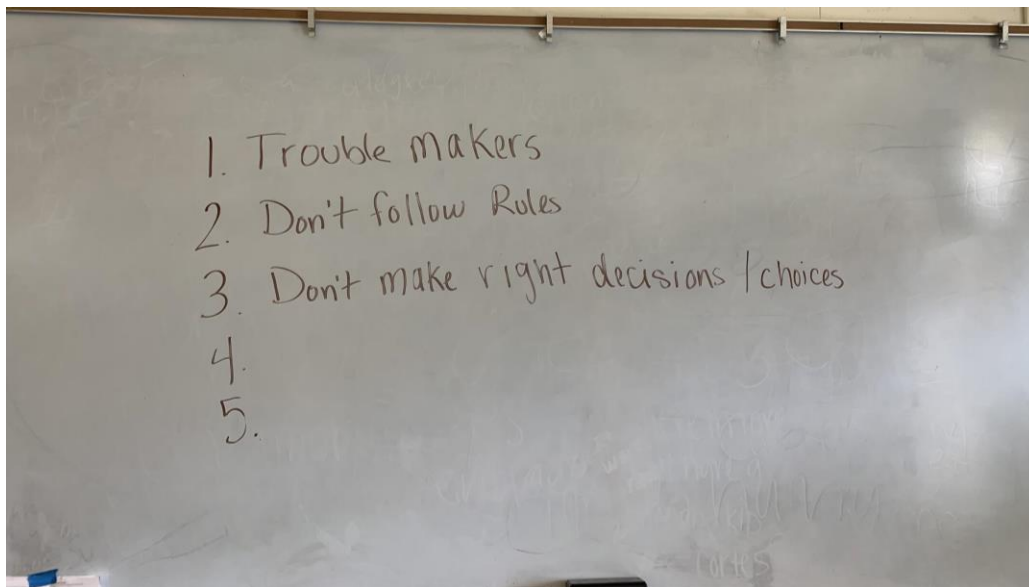 1. Trouble makers
2. Don't follow Rules
3. Don't make right decisions / choices
4.
5.